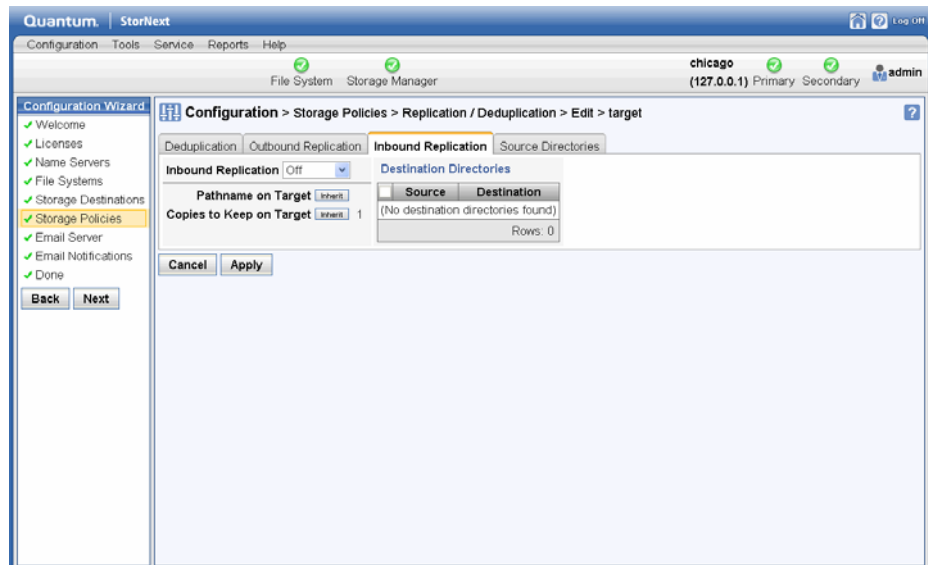 Quantum. StorNext
Log Off
Configuration Tools Service Reports Help
File System Storage Manager
chicago
(127.0.0.1) Primary Secondary
admin
Configuration Wizard
Welcome
Licenses
Name Servers
File Systems
Storage Destinations
Storage Policies
Email Server
Email Notifications
Done
Back Next
Configuration > Storage Policies > Replication / Deduplication > Edit > target
?
Deduplication Outbound Replication Inbound Replication Source Directories
Inbound Replication Off
Pathname on Target Inherit
Copies to Keep on Target Inherit 1
Destination Directories
Source Destination
(No destination directories found)
Rows: 0
Cancel Apply